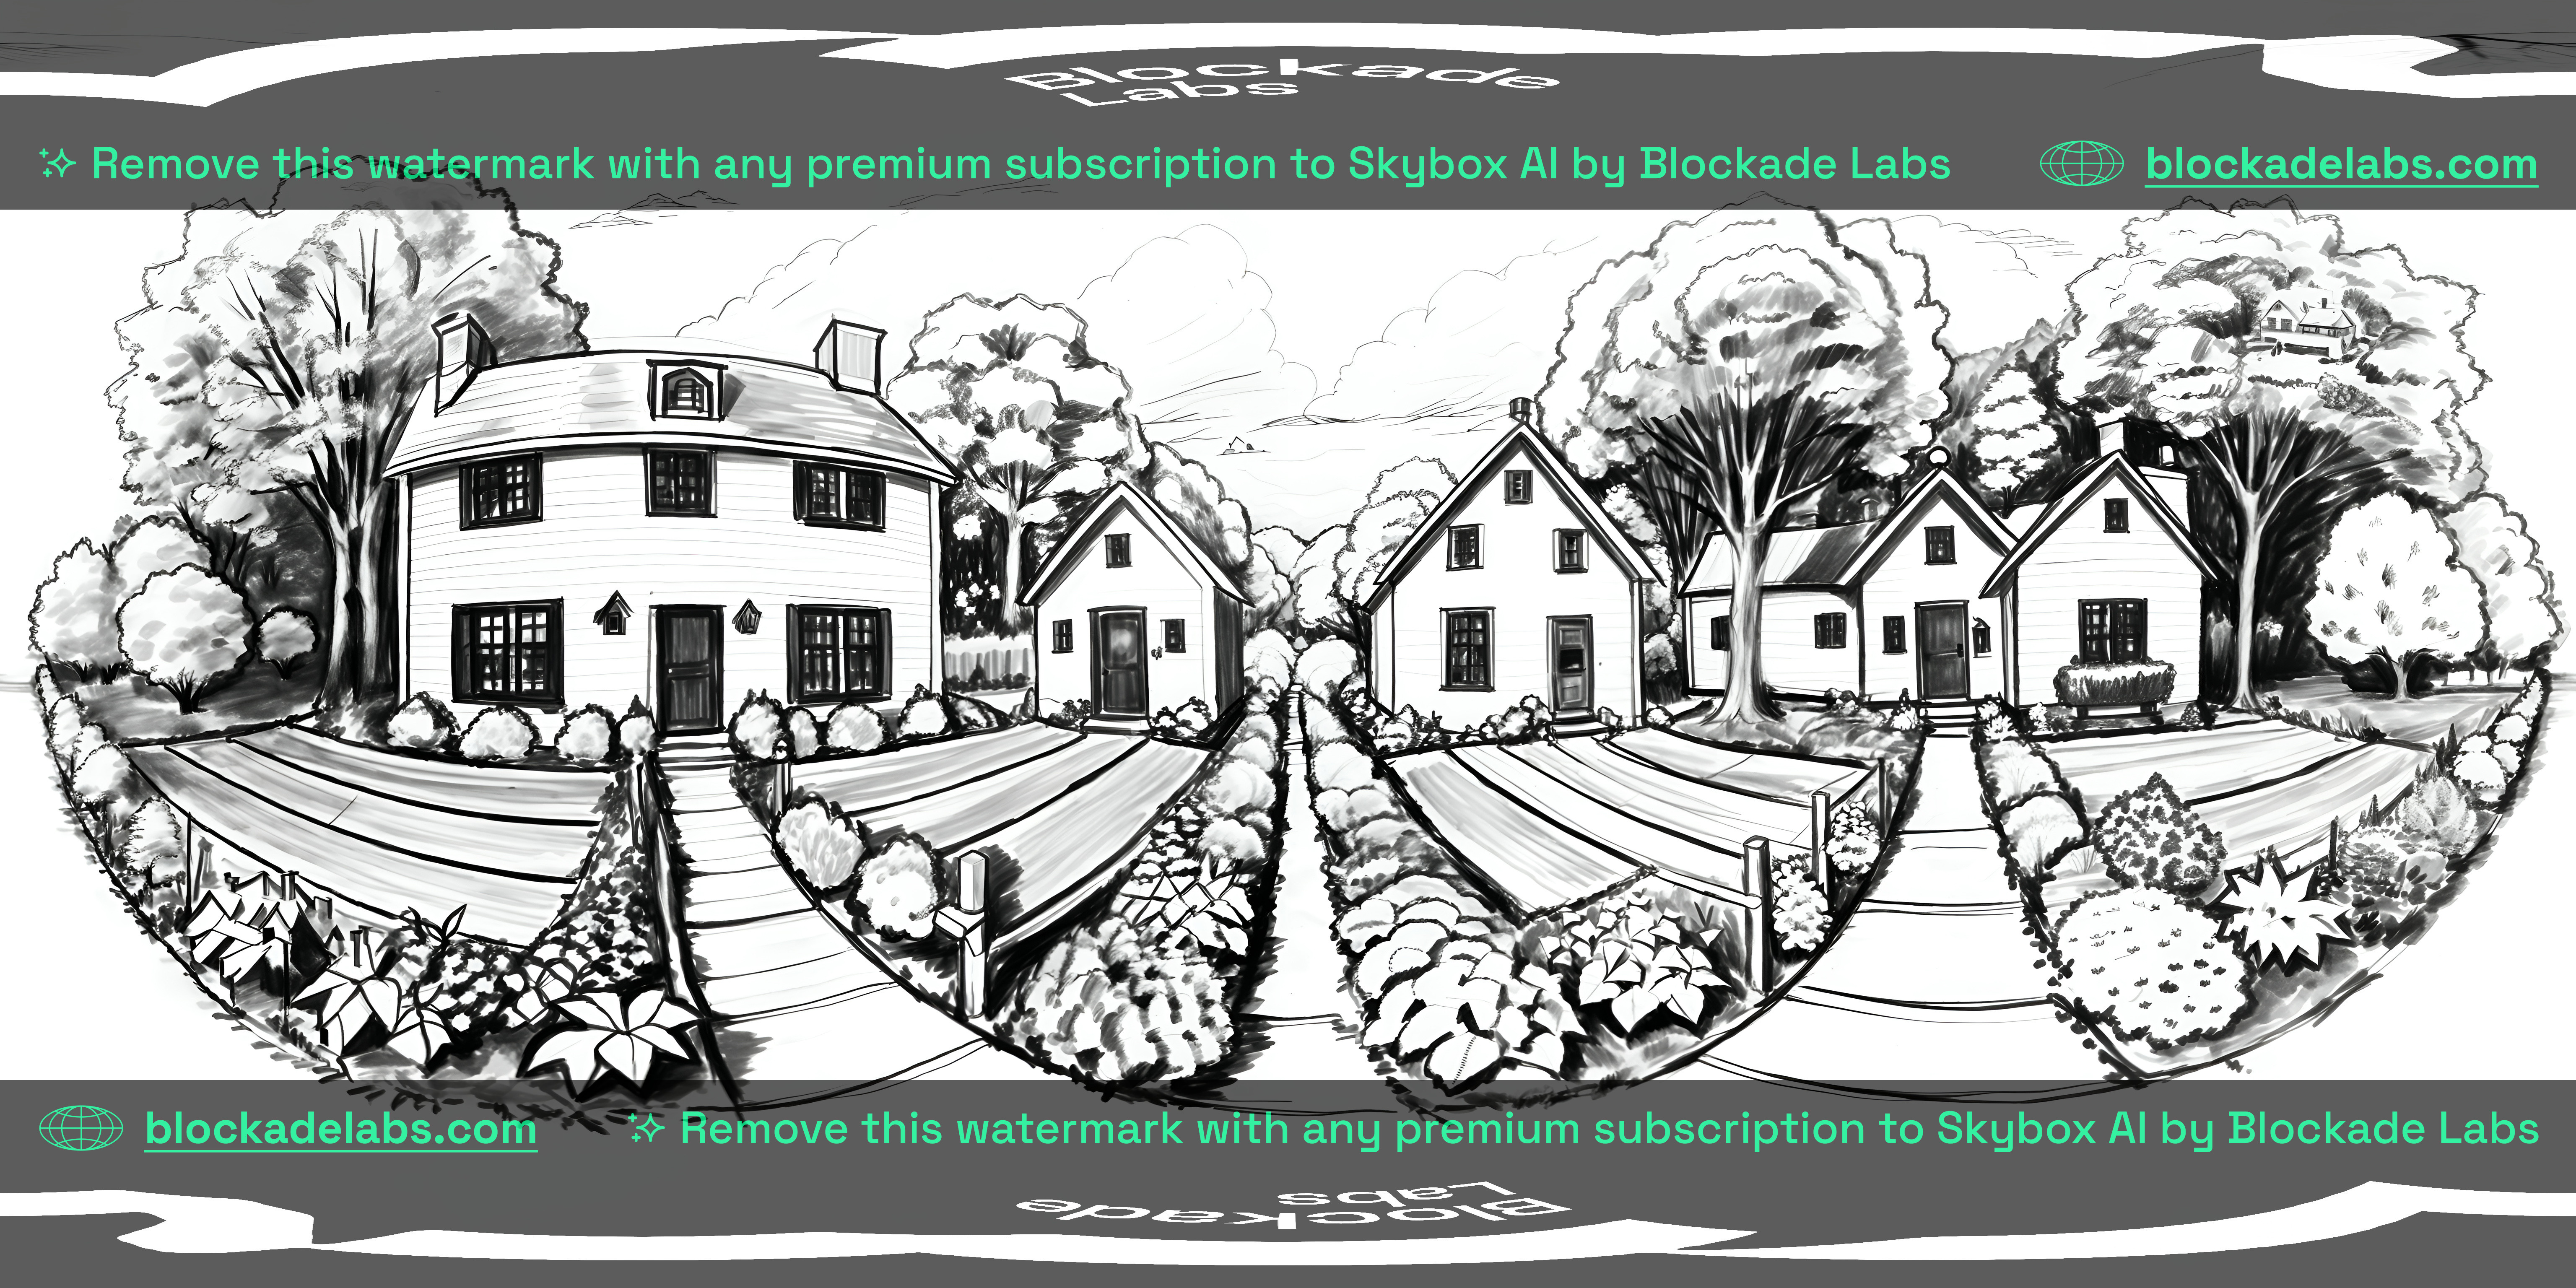 Blockade
Labs
Remove this watermark with any premium subscription to Skybox AI by Blockade Labs
blockadelabs.com
blockadelabs.com
Remove this watermark with any premium subscription to Skybox AI by Blockade Labs
Labs
Blockade